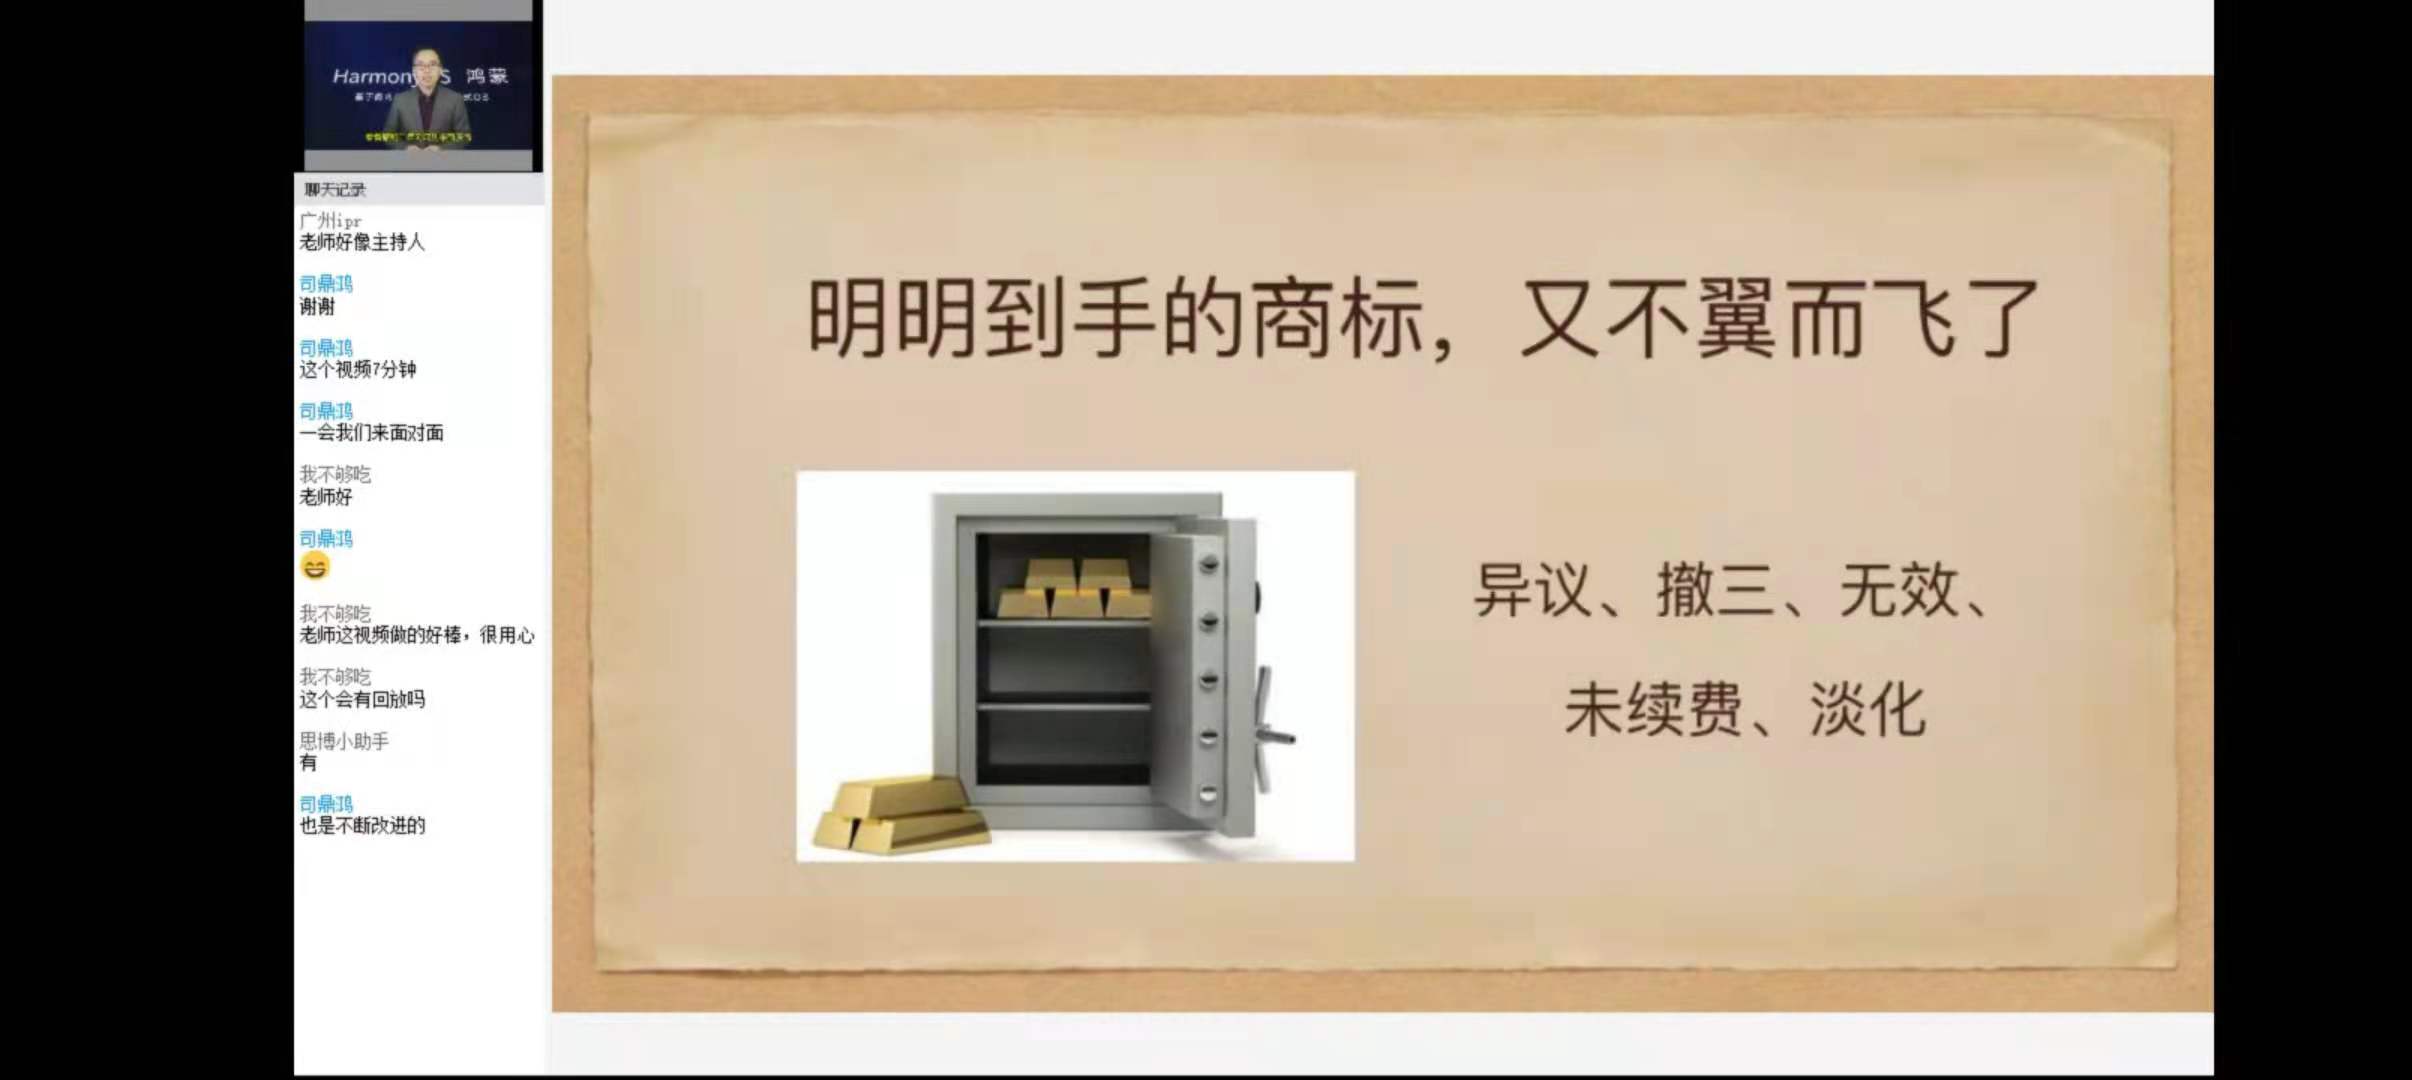 Harmony S 鸿蒙
聊天记录
广州ipr
老师好像主持人
司鼎鸿
谢谢
司鼎鸿
这个视频7分钟
司鼎鸿
一会我们来面对面
我不够吃
老师好
司鼎鸿
我不够吃
老师这视频做的好棒，很用心
我不够吃
这个会有回放吗
思博小助手
有
司鼎鸿
也是不断改进的
明明到手的商标，又不翼而飞了
异议、撤三、无效、
未续费、淡化